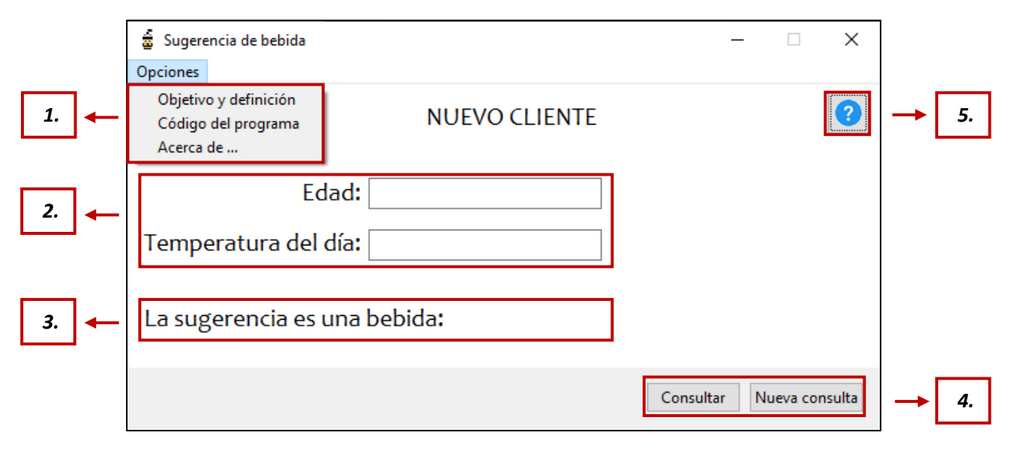 Sugerencia de bebida
Opciones
1.
Objetivo y definición
Código del programa
Acerca de ...
NUEVO CLIENTE
?
5.
2.
Edad:
Temperatura del día:
3.
La sugerencia es una bebida:
Consultar
Nueva consulta
4.